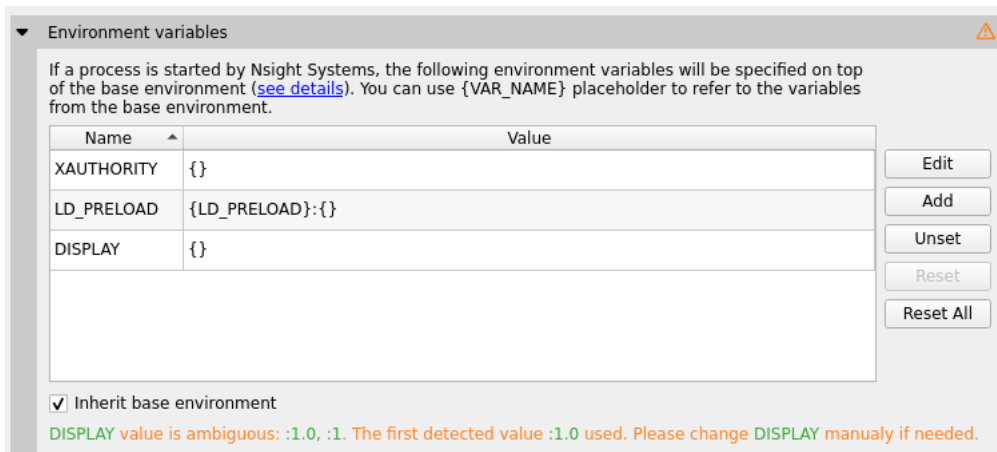 Environment variables
If a process is started by Nsight Systems, the following environment variables will be specified on top
of the base environment (see details). You can use {VAR_NAME} placeholder to refer to the variables
from the base environment.
Name Value
XAUTHORITY {}
LD_PRELOAD {LD_PRELOAD}:{}
DISPLAY {}
Edit
Add
Unset
Reset
Reset All
Inherit base environment
DISPLAY value is ambiguous: :1.0, :1. The first detected value :1.0 used. Please change DISPLAY manualy if needed.